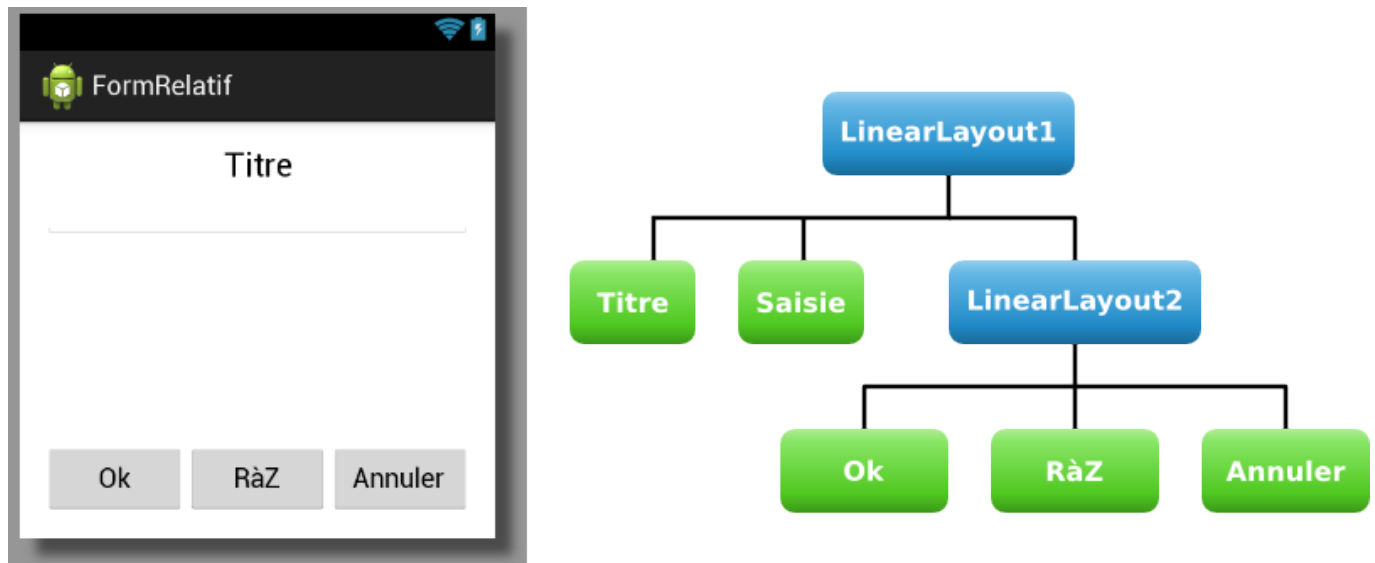 FormRelatif
Titre
Ok RàZ Annuler
LinearLayout1
Titre Saisie LinearLayout2
Ok RàZ Annuler